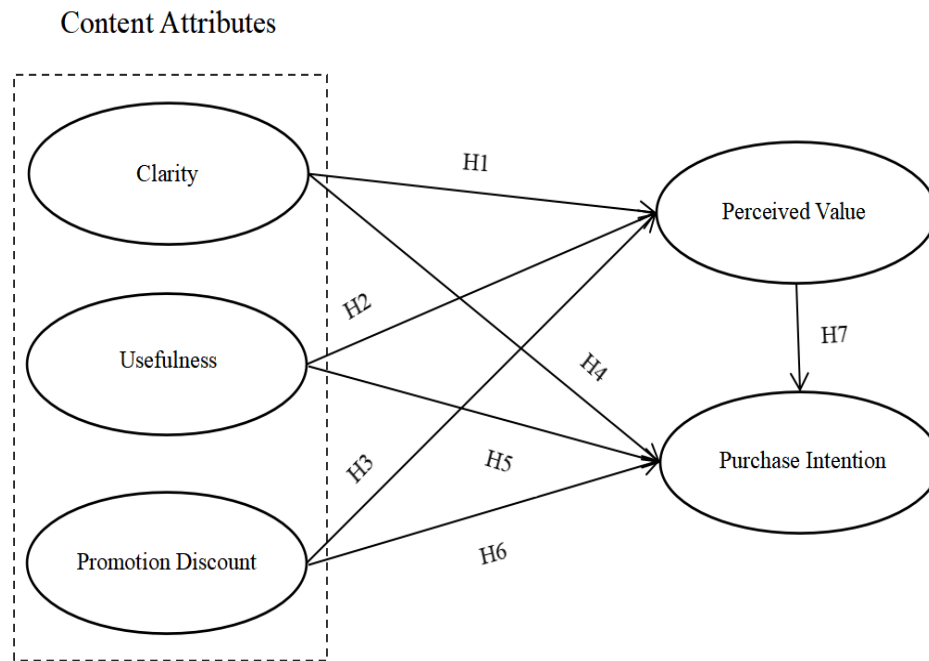 Content Attributes
Clarity
H1
Perceived Value
H2
Usefulness
H4
H7
H3
H5
Purchase Intention
Promotion Discount
H6